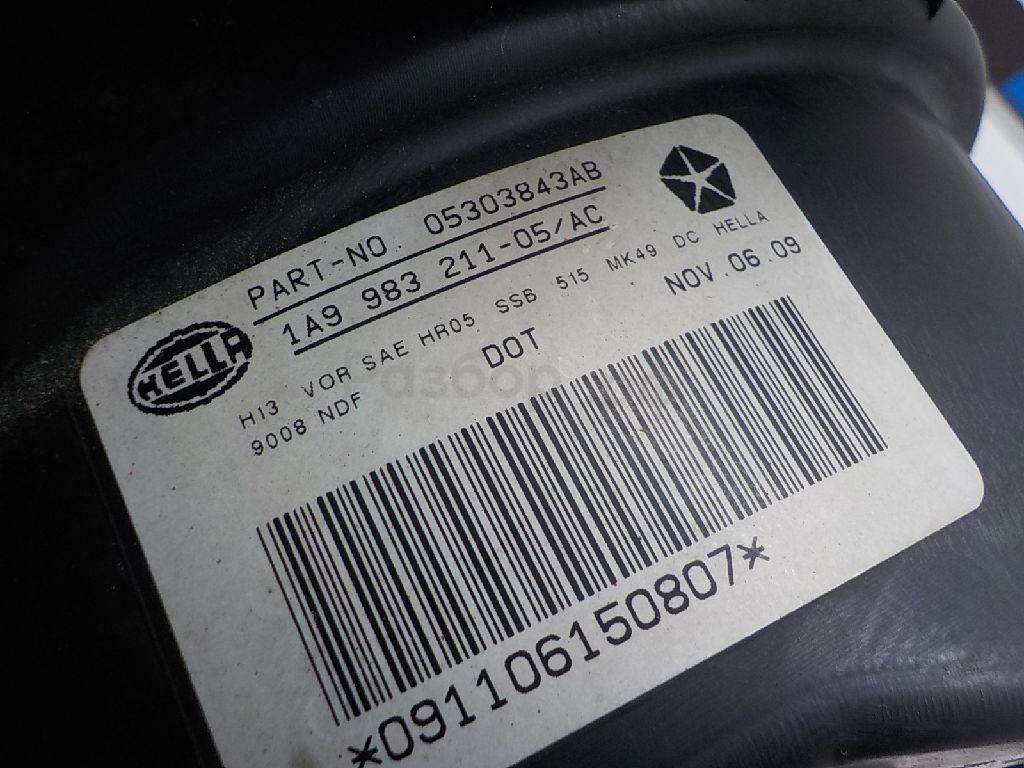 PART-NO. 05303843AB
1A9 983 211-05/AC
HELLA
H13 VOR SAE HR05 SSB 515 MK49 DC HELLA
9008 NDF
DOT
NOV.06.09
Разбор
*091106150807*